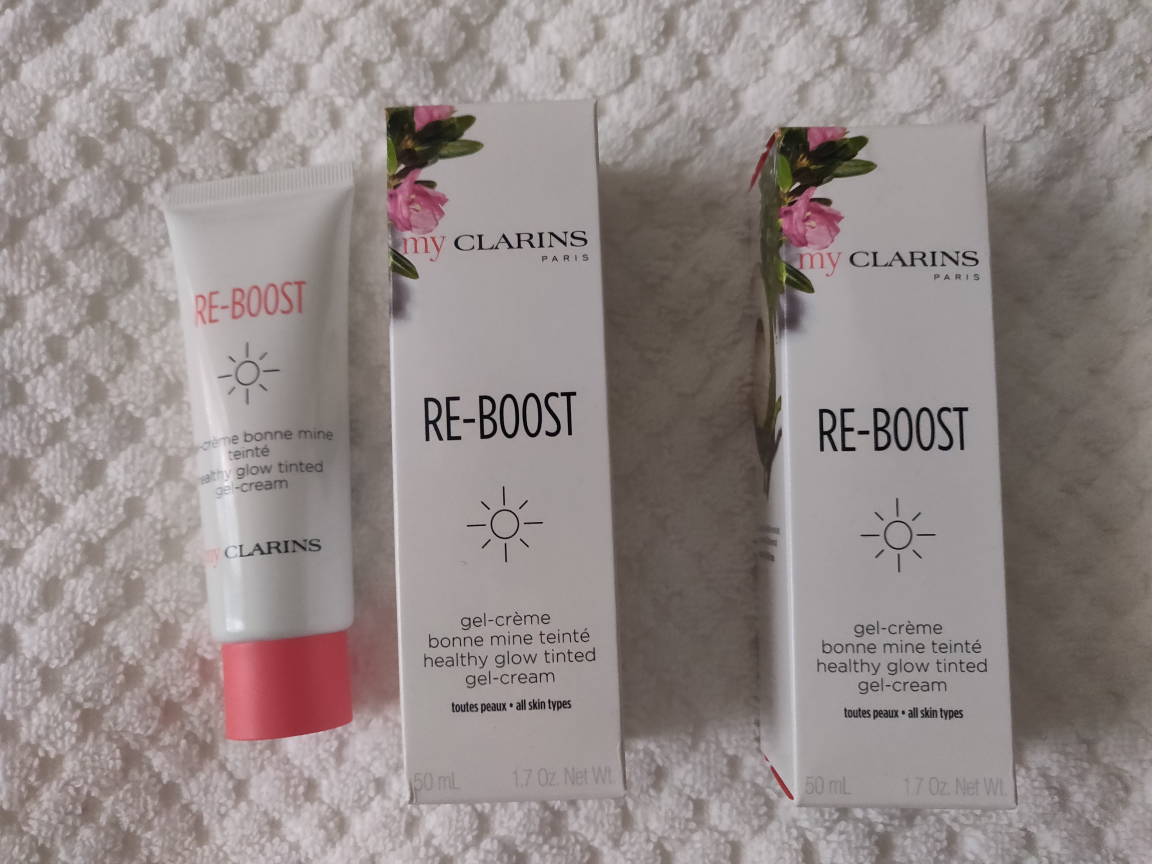 RE-BOOST
bonne mine
teinté
healthy glow tinted
gel-cream
my CLARINS
my CLARINS
PARIS
RE-BOOST
gel-crème
bonne mine teinté
healthy glow tinted
gel-cream
toutes peaux • all skin types
50 mL 1.7 Oz. Net Wt.
my CLARINS
PARIS
RE-BOOST
gel-crème
bonne mine teinté
healthy glow tinted
gel-cream
toutes peaux • all skin types
50 mL 1.7 Oz. Net Wt.